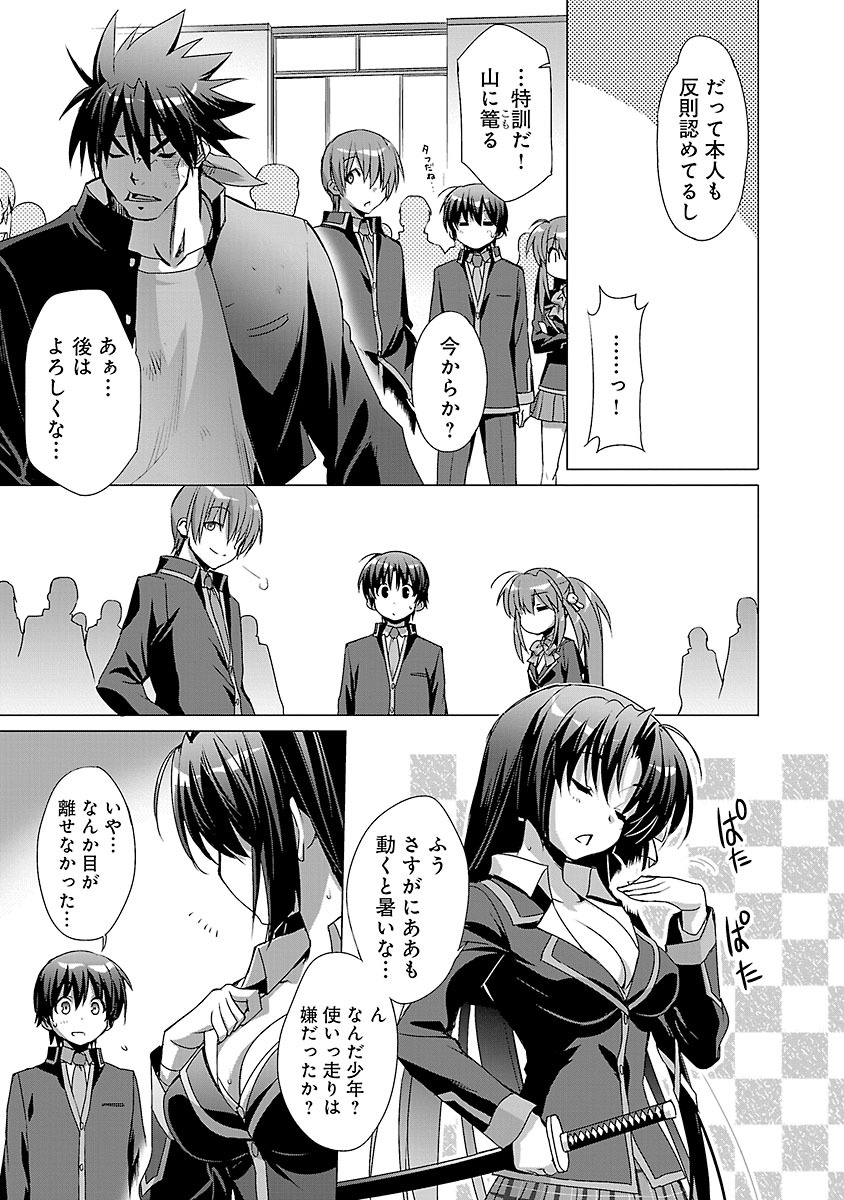 だって本人も
反則認めてるし
……っ！
…特訓だ！
山に篭る
こも
タフだね…
今からか？
あぁ…
後は
よろしくな…
ぱた
ぱた
ふう
さすがにああも
動くと暑いな…
ん
なんだ少年？
使いっ走りは
嫌だったか？
いや…
なんか目が
離せなかった…